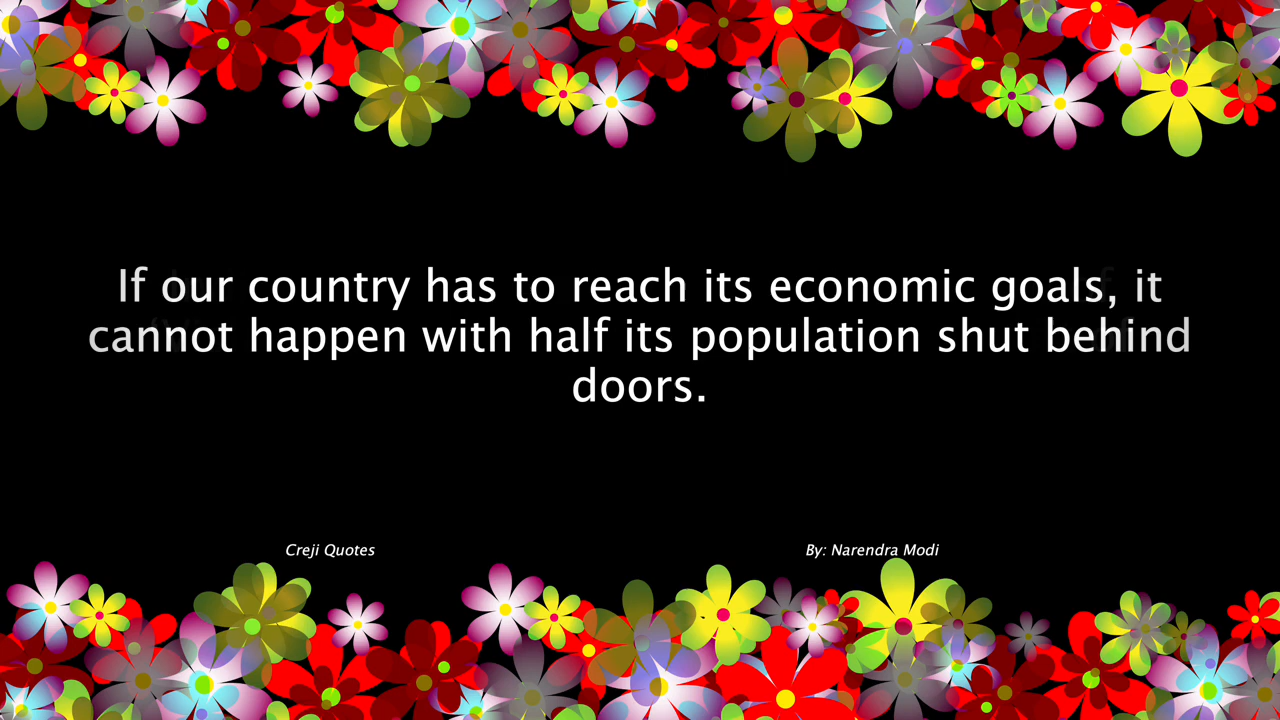 If our country has to reach its economic goals, it
cannot happen with half its population shut behind
doors.
Creji Quotes
By: Narendra Modi